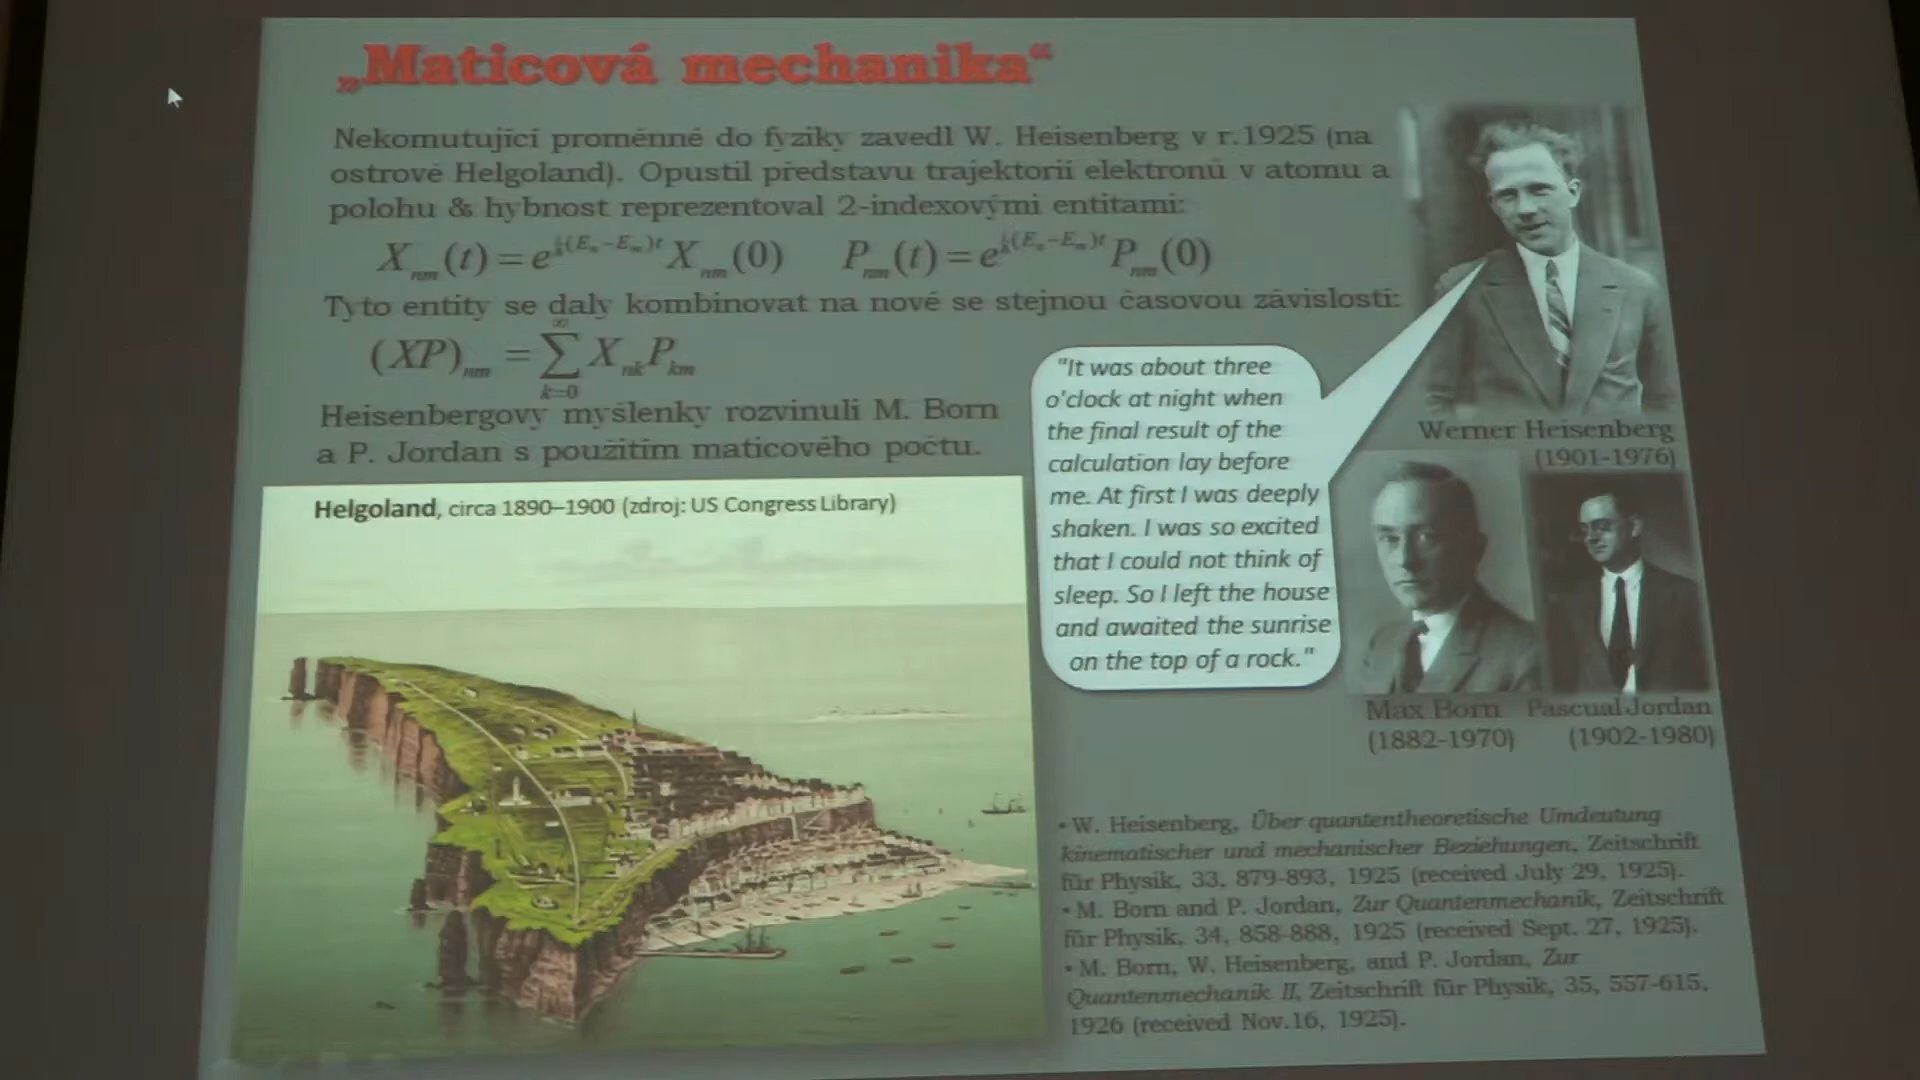 „Maticová mechanika“
Nekomutující proměnné do fyziky zavedl W. Heisenberg v r.1925 (na
ostrově Helgoland). Opustil představu trajektorií elektronů v atomu a
polohu & hybnost reprezentoval 2-indexovými entitami:
X_nm(t) = e^{i/ħ(E_n−E_m)t} X_nm(0) P_nm(t) = e^{i/ħ(E_n−E_m)t} P_nm(0)
Tyto entity se daly kombinovat na nové se stejnou časovou závislostí:
(XP)_nm = ∑_{k=0}^{∞} X_nk P_km
Heisenbergovy myšlenky rozvinuli M. Born
a P. Jordan s použitím maticového počtu.
"It was about three
o'clock at night when
the final result of the
calculation lay before
me. At first I was deeply
shaken. I was so excited
that I could not think of
sleep. So I left the house
and awaited the sunrise
on the top of a rock."
Werner Heisenberg
(1901-1976)
Max Born
(1882-1970)
Pascual Jordan
(1902-1980)
Helgoland, circa 1890–1900 (zdroj: US Congress Library)
• W. Heisenberg, Über quantentheoretische Umdeutung
kinematischer und mechanischer Beziehungen, Zeitschrift
für Physik, 33, 879-893, 1925 (received July 29, 1925).
• M. Born and P. Jordan, Zur Quantenmechanik, Zeitschrift
für Physik, 34, 858-888, 1925 (received Sept. 27, 1925).
• M. Born, W. Heisenberg, and P. Jordan, Zur
Quantenmechanik II, Zeitschrift für Physik, 35, 557-615,
1926 (received Nov.16, 1925).